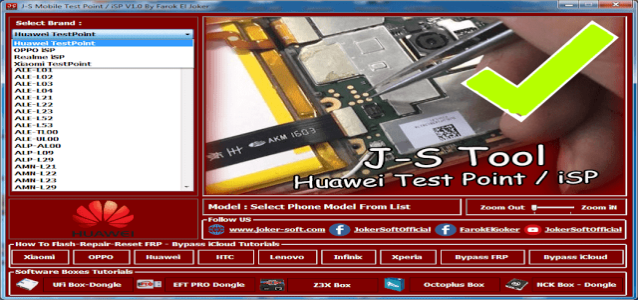 J-S Mobile Test Point / iSP V1.0 By Farok El Joker
Select Brand :
Huawei TestPoint
Huawei TestPoint
OPPO iSP
Realme iSP
Xiaomi TestPoint
ALE-L01
ALE-L02
ALE-L03
ALE-L04
ALE-L21
ALE-L22
ALE-L23
ALE-L52
ALE-L53
ALE-TL00
ALE-UL00
ALP-AL00
ALP-L09
ALP-L29
AMN-L21
AMN-L22
AMN-L23
AMN-L29
AKM 1603
J-S Tool
Huawei Test Point / iSP
Model : Select Phone Model From List
Zoom Out
Zoom iN
HUAWEI
Follow US
www.joker-soft.com
JokerSoftOfficial
FarokElJoker
JokerSoftOfficial
How To Flash-Repair-Reset FRP - Bypass iCloud Tutorials
Xiaomi
OPPO
Huawei
HTC
Lenovo
Infinix
Xperia
Bypass FRP
Bypass iCloud
Software Boxes Tutorials
UFi Box-Dongle
EFT PRO Dongle
Z3X Box
Octoplus Box
NCK Box - Dongle